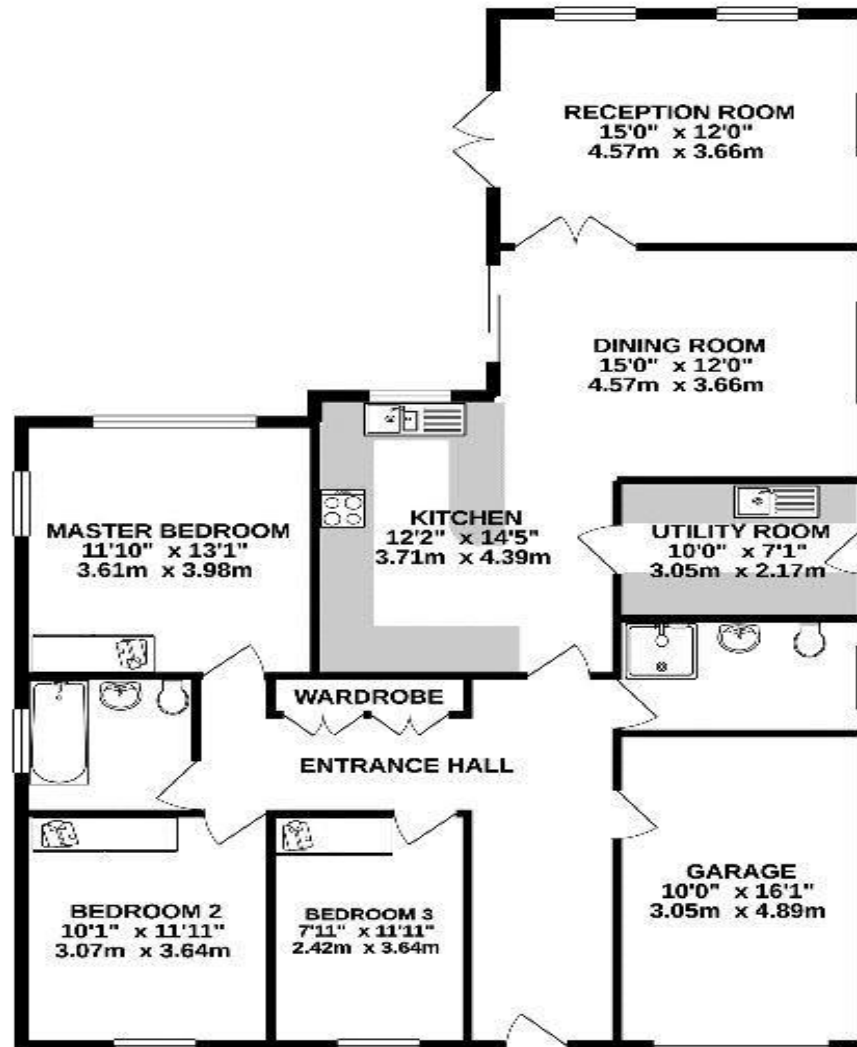 RECEPTION ROOM
15'0" x 12'0"
4.57m x 3.66m
DINING ROOM
15'0" x 12'0"
4.57m x 3.66m
MASTER BEDROOM
11'10" x 13'1"
3.61m x 3.98m
KITCHEN
12'2" x 14'5"
3.71m x 4.39m
UTILITY ROOM
10'0" x 7'1"
3.05m x 2.17m
WARDROBE
ENTRANCE HALL
GARAGE
10'0" x 16'1"
3.05m x 4.89m
BEDROOM 2
10'1" x 11'11"
3.07m x 3.64m
BEDROOM 3
7'11" x 11'11"
2.42m x 3.64m